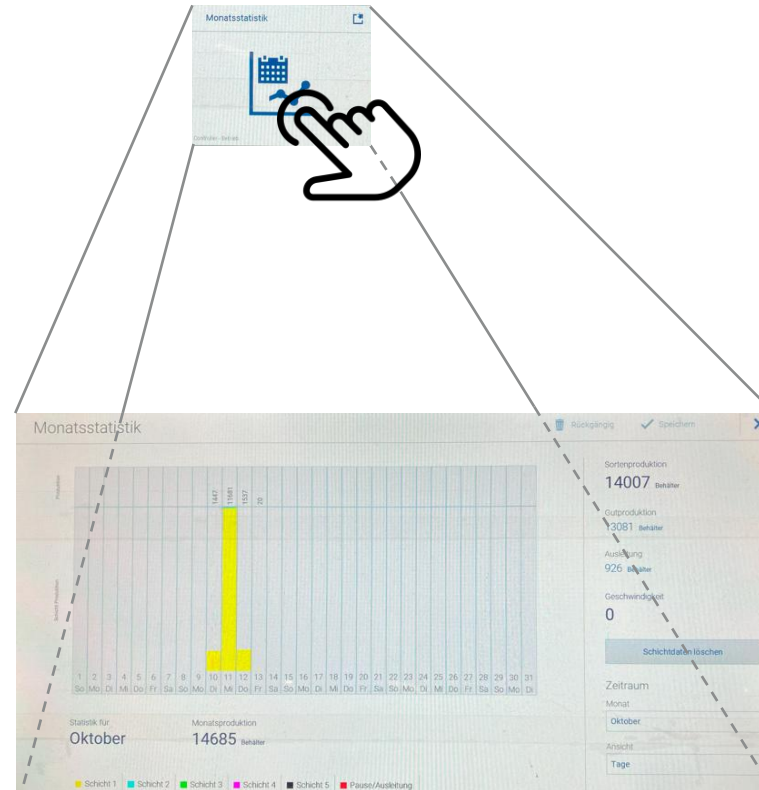 Monatsstatistik
Monatsstatistik
Rückgängig
Speichern
Produktion
Schicht-Produktion
1447
11681
1537
20
1 2 3 4 5 6 7 8 9 10 11 12 13 14 15 16 17 18 19 20 21 22 23 24 25 26 27 28 29 30 31
So Mo Di Mi Do Fr Sa So Mo Di Mi Do Fr Sa So Mo Di Mi Do Fr Sa So Mo Di Mi Do Fr Sa So Mo Di
Statistik für
Oktober
Monatsproduktion
14685 Behälter
Schicht 1 Schicht 2 Schicht 3 Schicht 4 Schicht 5 Pause/Ausleitung
Sortenproduktion
14007 Behälter
Gutproduktion
13081 Behälter
Ausleitung
926 Behälter
Geschwindigkeit
0
Schichtdaten löschen
Zeitraum
Monat
Oktober
Ansicht
Tage